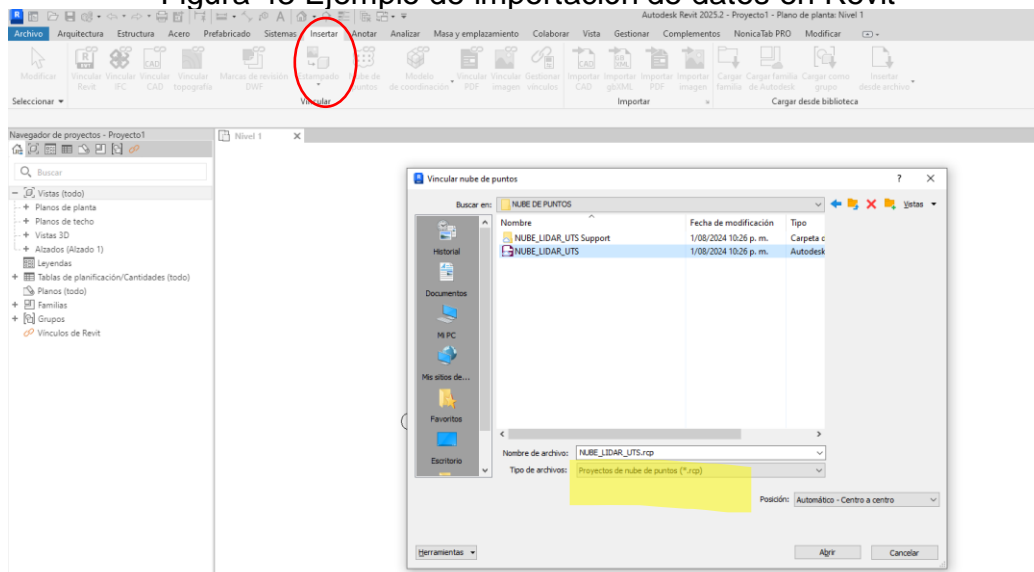 Figura 43 Ejemplo de importación de datos en Revit
Autodesk Revit 2025.2 - Proyecto1 - Plano de planta: Nivel 1
Archivo Arquitectura Estructura Acero Prefabricado Sistemas Insertar Anotar Analizar Masa y emplazamiento Colaborar Vista Gestionar Complementos NonicaTab PRO Modificar
Modificar Vincular Vincular Vincular Vincular Marcas de revisión Estampado Nube de Modelo Vincular Vincular Gestionar Importar Importar Importar Importar Cargar Cargar familia Cargar como Insertar
Revit IFC CAD topografía DWF puntos de coordinación PDF imagen vínculos CAD gbXML PDF imagen familia de Autodesk grupo desde archivo
Seleccionar Vincular Importar Cargar desde biblioteca
Navegador de proyectos - Proyecto1
Nivel 1
Buscar
Vistas (todo)
Planos de planta
Planos de techo
Vistas 3D
Alzados (Alzado 1)
Leyendas
Tablas de planificación/Cantidades (todo)
Planos (todo)
Familias
Grupos
Vínculos de Revit
Vincular nube de puntos ? X
Buscar en: NUBE DE PUNTOS Vistas
Nombre Fecha de modificación Tipo
NUBE_LIDAR_UTS Support 1/08/2024 10:26 p. m. Carpeta c
NUBE_LIDAR_UTS 1/08/2024 10:26 p. m. Autodesk
Historial
Documentos
Mi PC
Mis sitios de...
Favoritos
Escritorio
Nombre de archivo: NUBE_LIDAR_UTS.rcp
Tipo de archivos: Proyectos de nube de puntos (*.rcp)
Posición: Automático - Centro a centro
Herramientas Abrir Cancelar